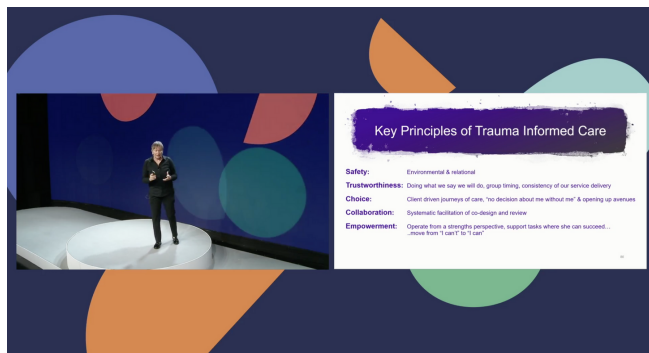 Key Principles of Trauma Informed Care
Safety: Environmental & relational
Trustworthiness: Doing what we say we will do, group timing, consistency of our service delivery
Choice: Client driven journeys of care, "no decision about me without me" & opening up avenues
Collaboration: Systematic facilitation of co-design and review
Empowerment: Operate from a strengths perspective, support tasks where she can succeed…
..move from "I can't" to "I can"